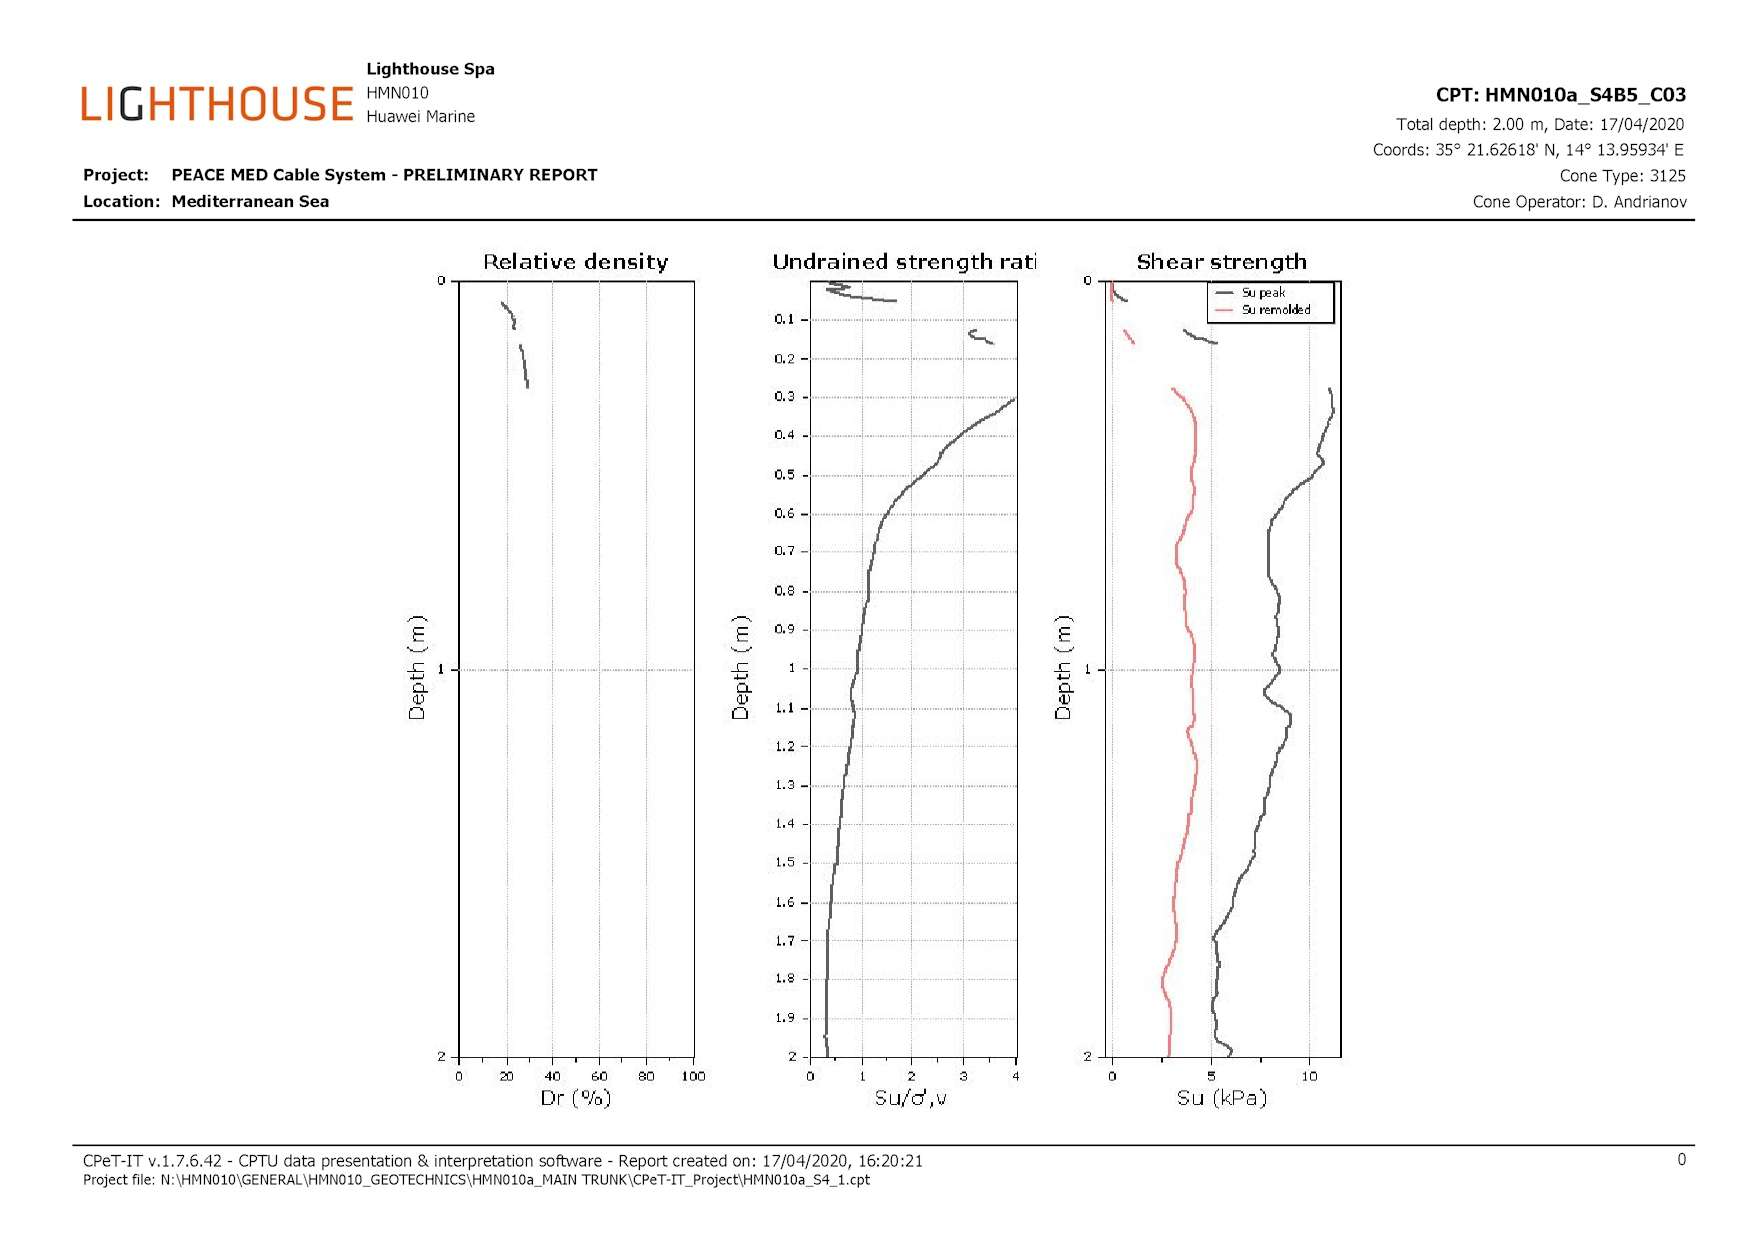 LIGHTHOUSE
Lighthouse Spa
HMN010
Huawei Marine
CPT: HMN010a_S4B5_C03
Total depth: 2.00 m, Date: 17/04/2020
Coords: 35° 21.62618' N, 14° 13.95934' E
Cone Type: 3125
Cone Operator: D. Andrianov
Project: PEACE MED Cable System - PRELIMINARY REPORT
Location: Mediterranean Sea
Relative density
0
1
2
Depth (m)
0 20 40 60 80 100
Dr (%)
Undrained strength rati
0.1
0.2
0.3
0.4
0.5
0.6
0.7
0.8
0.9
1
1.1
1.2
1.3
1.4
1.5
1.6
1.7
1.8
1.9
2
Depth (m)
0 1 2 3 4
Su/σ',v
Shear strength
Su peak
Su remolded
0
1
2
Depth (m)
0 5 10
Su (kPa)
CPeT-IT v.1.7.6.42 - CPTU data presentation & interpretation software - Report created on: 17/04/2020, 16:20:21
0
Project file: N:\HMN010\GENERAL\HMN010_GEOTECHNICS\HMN010a_MAIN TRUNK\CPeT-IT_Project\HMN010a_S4_1.cpt